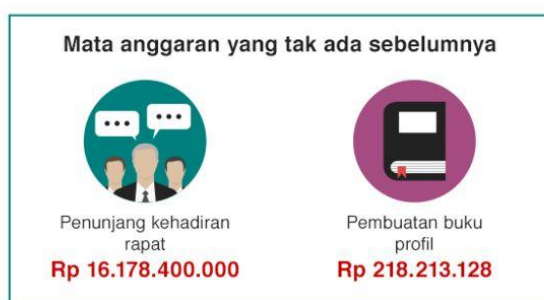 Mata anggaran yang tak ada sebelumnya
Penunjang kehadiran
rapat
Rp 16.178.400.000
Pembuatan buku
profil
Rp 218.213.128